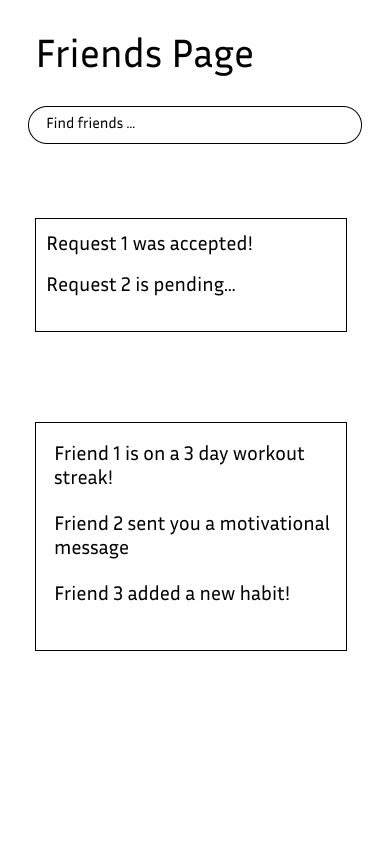 Friends Page
Find friends ...
Request 1 was accepted!
Request 2 is pending...
Friend 1 is on a 3 day workout
streak!
Friend 2 sent you a motivational
message
Friend 3 added a new habit!